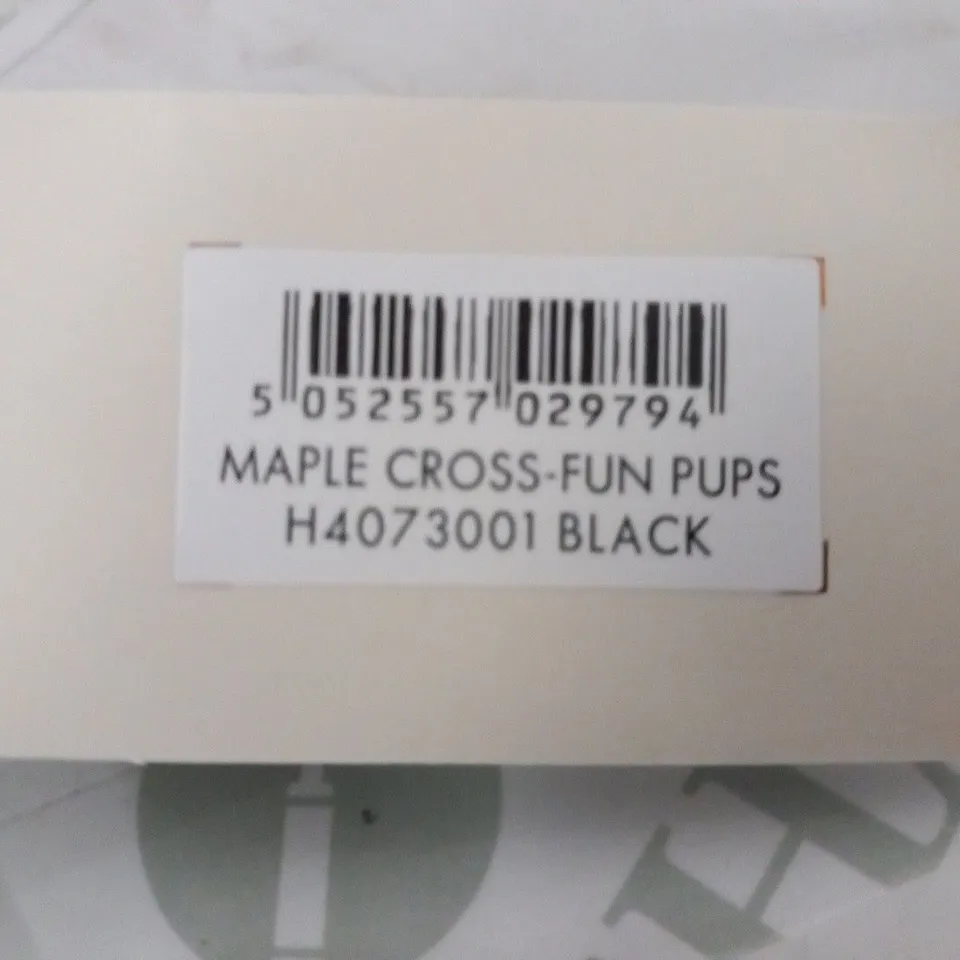 5 052557 029794
MAPLE CROSS-FUN PUPS
H4073001 BLACK